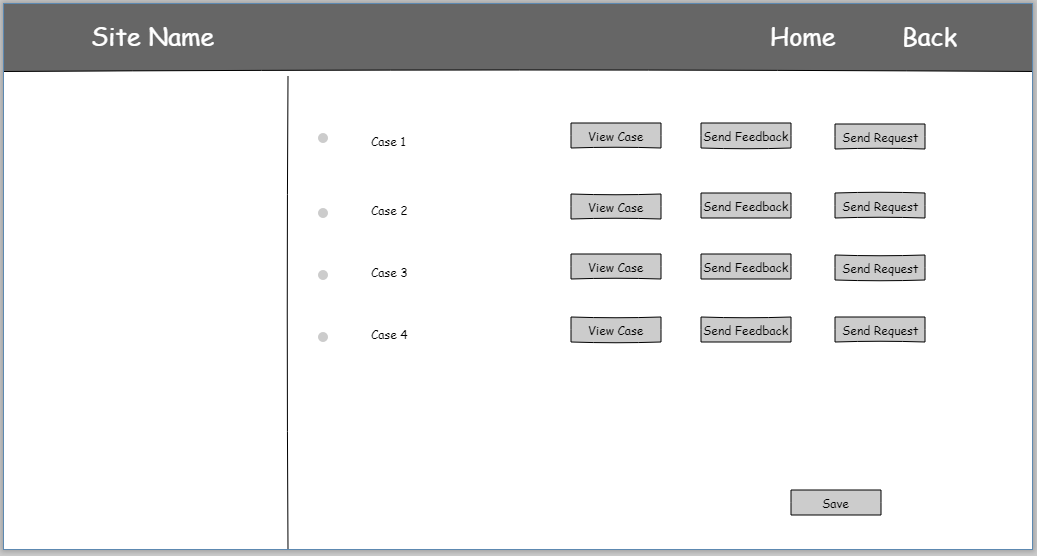 Site Name Home Back
Case 1 View Case Send Feedback Send Request
Case 2 View Case Send Feedback Send Request
Case 3 View Case Send Feedback Send Request
Case 4 View Case Send Feedback Send Request
Save